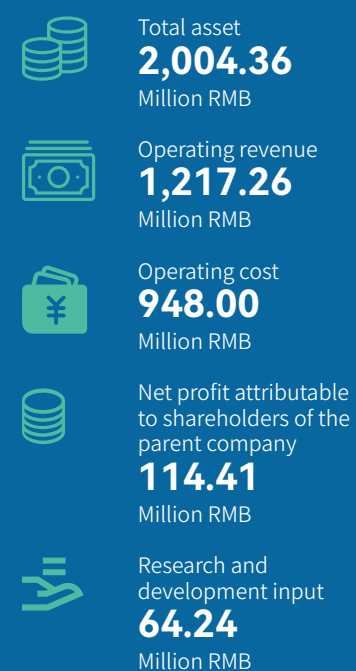 Total asset
2,004.36
Million RMB
Operating revenue
1,217.26
Million RMB
¥
Operating cost
948.00
Million RMB
Net profit attributable
to shareholders of the
parent company
114.41
Million RMB
Research and
development input
64.24
Million RMB